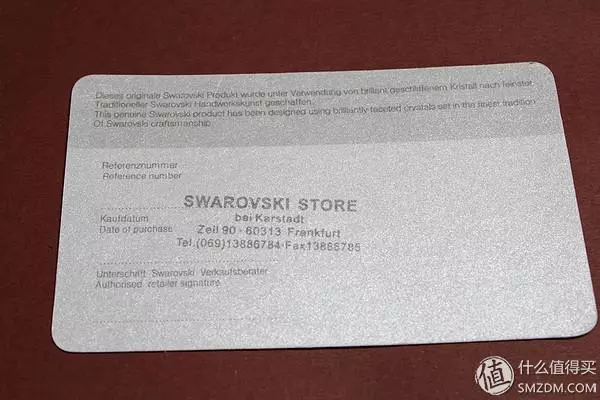 Dieses originale Swarovski Produkt wurde unter Verwendung von brillant geschliffenem Kristall nach feinster
Traditioneller Swarovski Handwerkskunst geschaffen.
This genuine Swarovski product has been designed using brilliantly faceted crystals set in the finest tradition
Of Swarovski craftsmanship.
Referenznummer
Reference number
SWAROVSKI STORE
bei Karstadt
Kaufdatum
Zeil 90 - 60313 Frankfurt
Date of purchase
Tel.(069)13886784·Fax13886785
Unterschrift Swarovski Verkaufsberater
Authorised retailer signature
值 什么值得买
SMZDM.COM